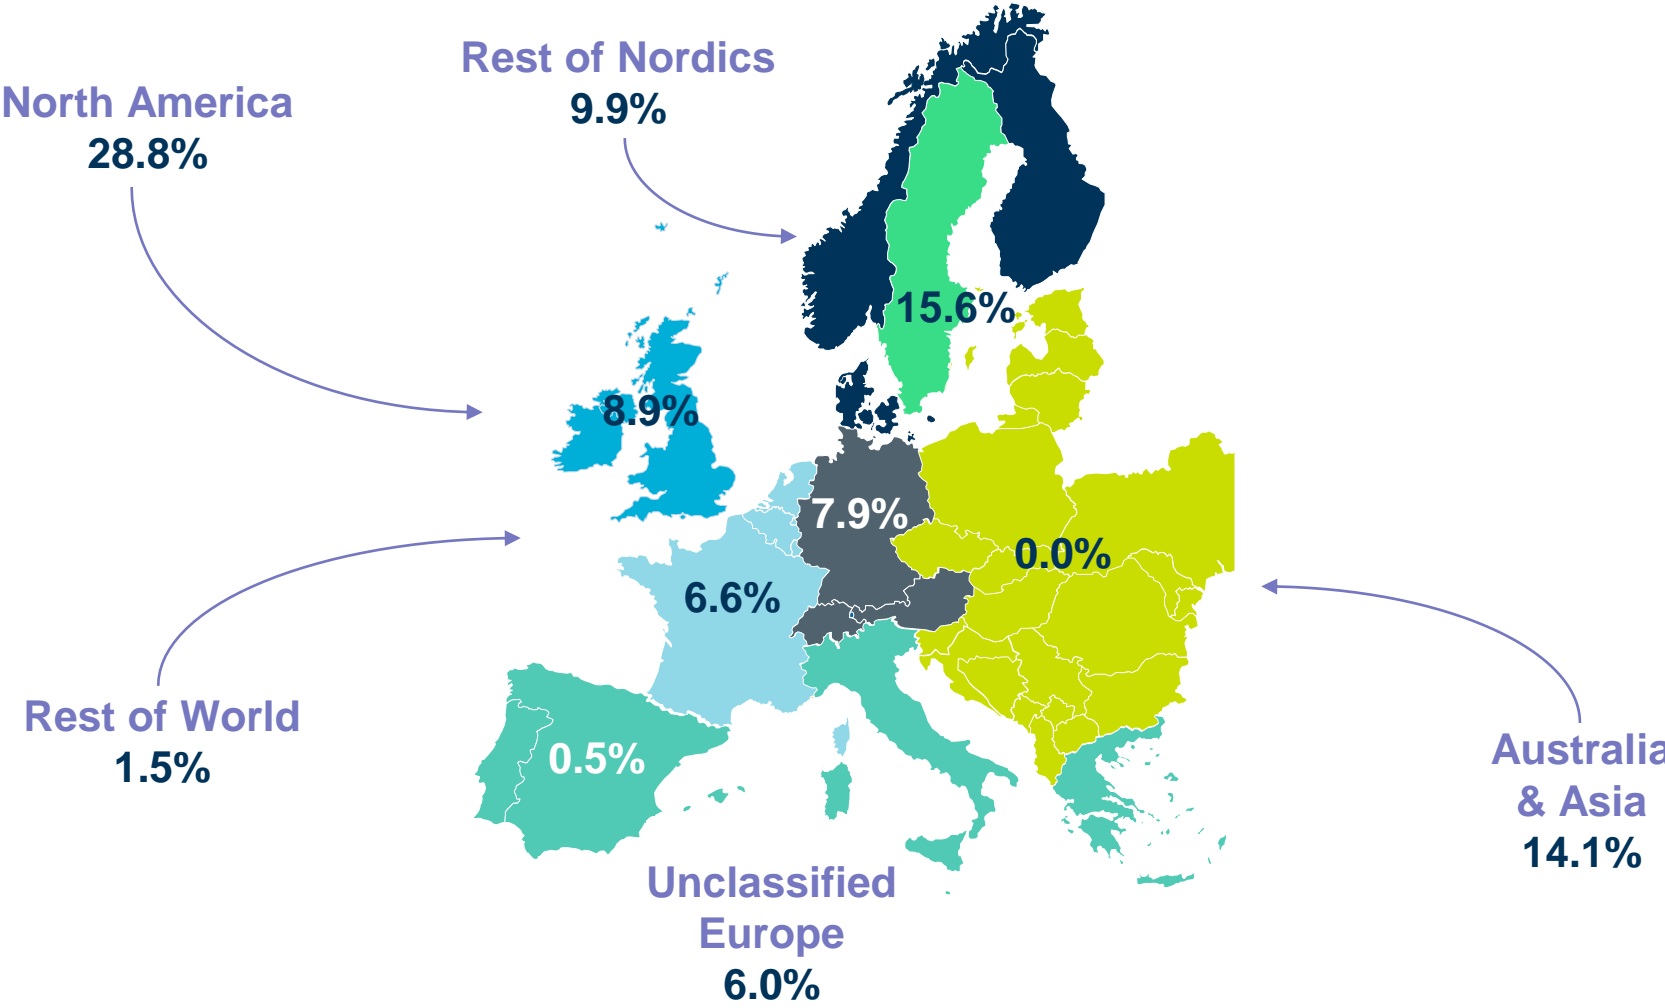 Rest of Nordics
9.9%
North America
28.8%
15.6%
8.9%
7.9%
0.0%
6.6%
Rest of World
1.5%
0.5%
Australia
& Asia
14.1%
Unclassified
Europe
6.0%